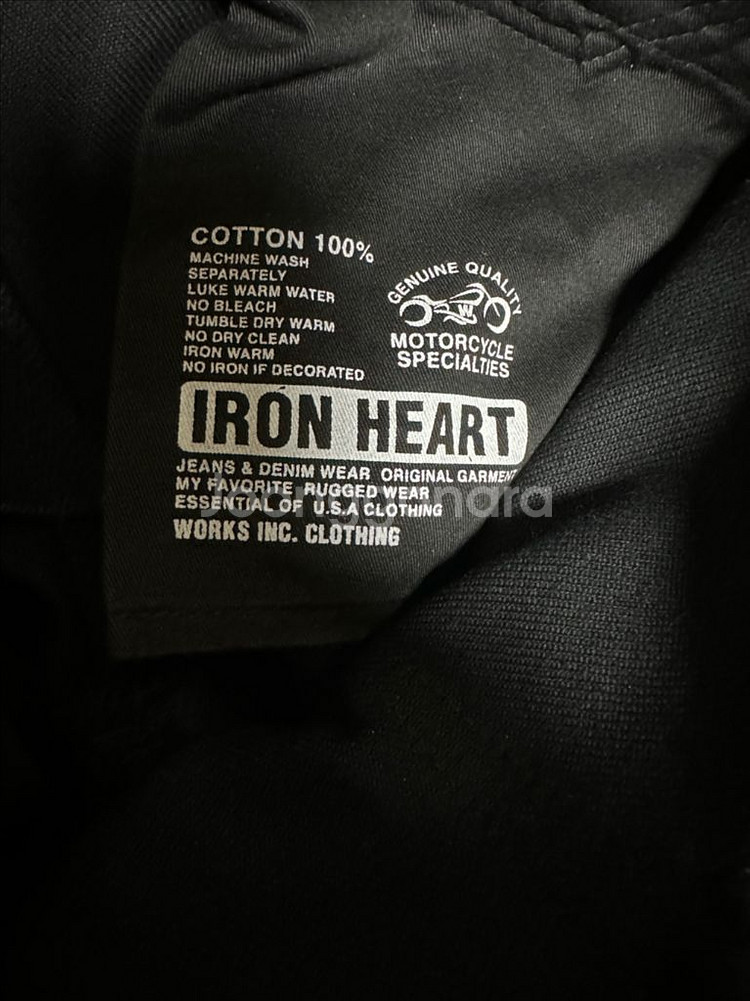 COTTON 100%
MACHINE WASH
SEPARATELY
LUKE WARM WATER
NO BLEACH
TUMBLE DRY WARM
NO DRY CLEAN
IRON WARM
NO IRON IF DECORATED
GENUINE QUALITY
W
MOTORCYCLE
SPECIALTIES
IRON HEART
JEANS & DENIM WEAR ORIGINAL GARMENT
MY FAVORITE RUGGED WEAR
ESSENTIAL OF U.S.A CLOTHING
WORKS INC. CLOTHING
Joonggonara